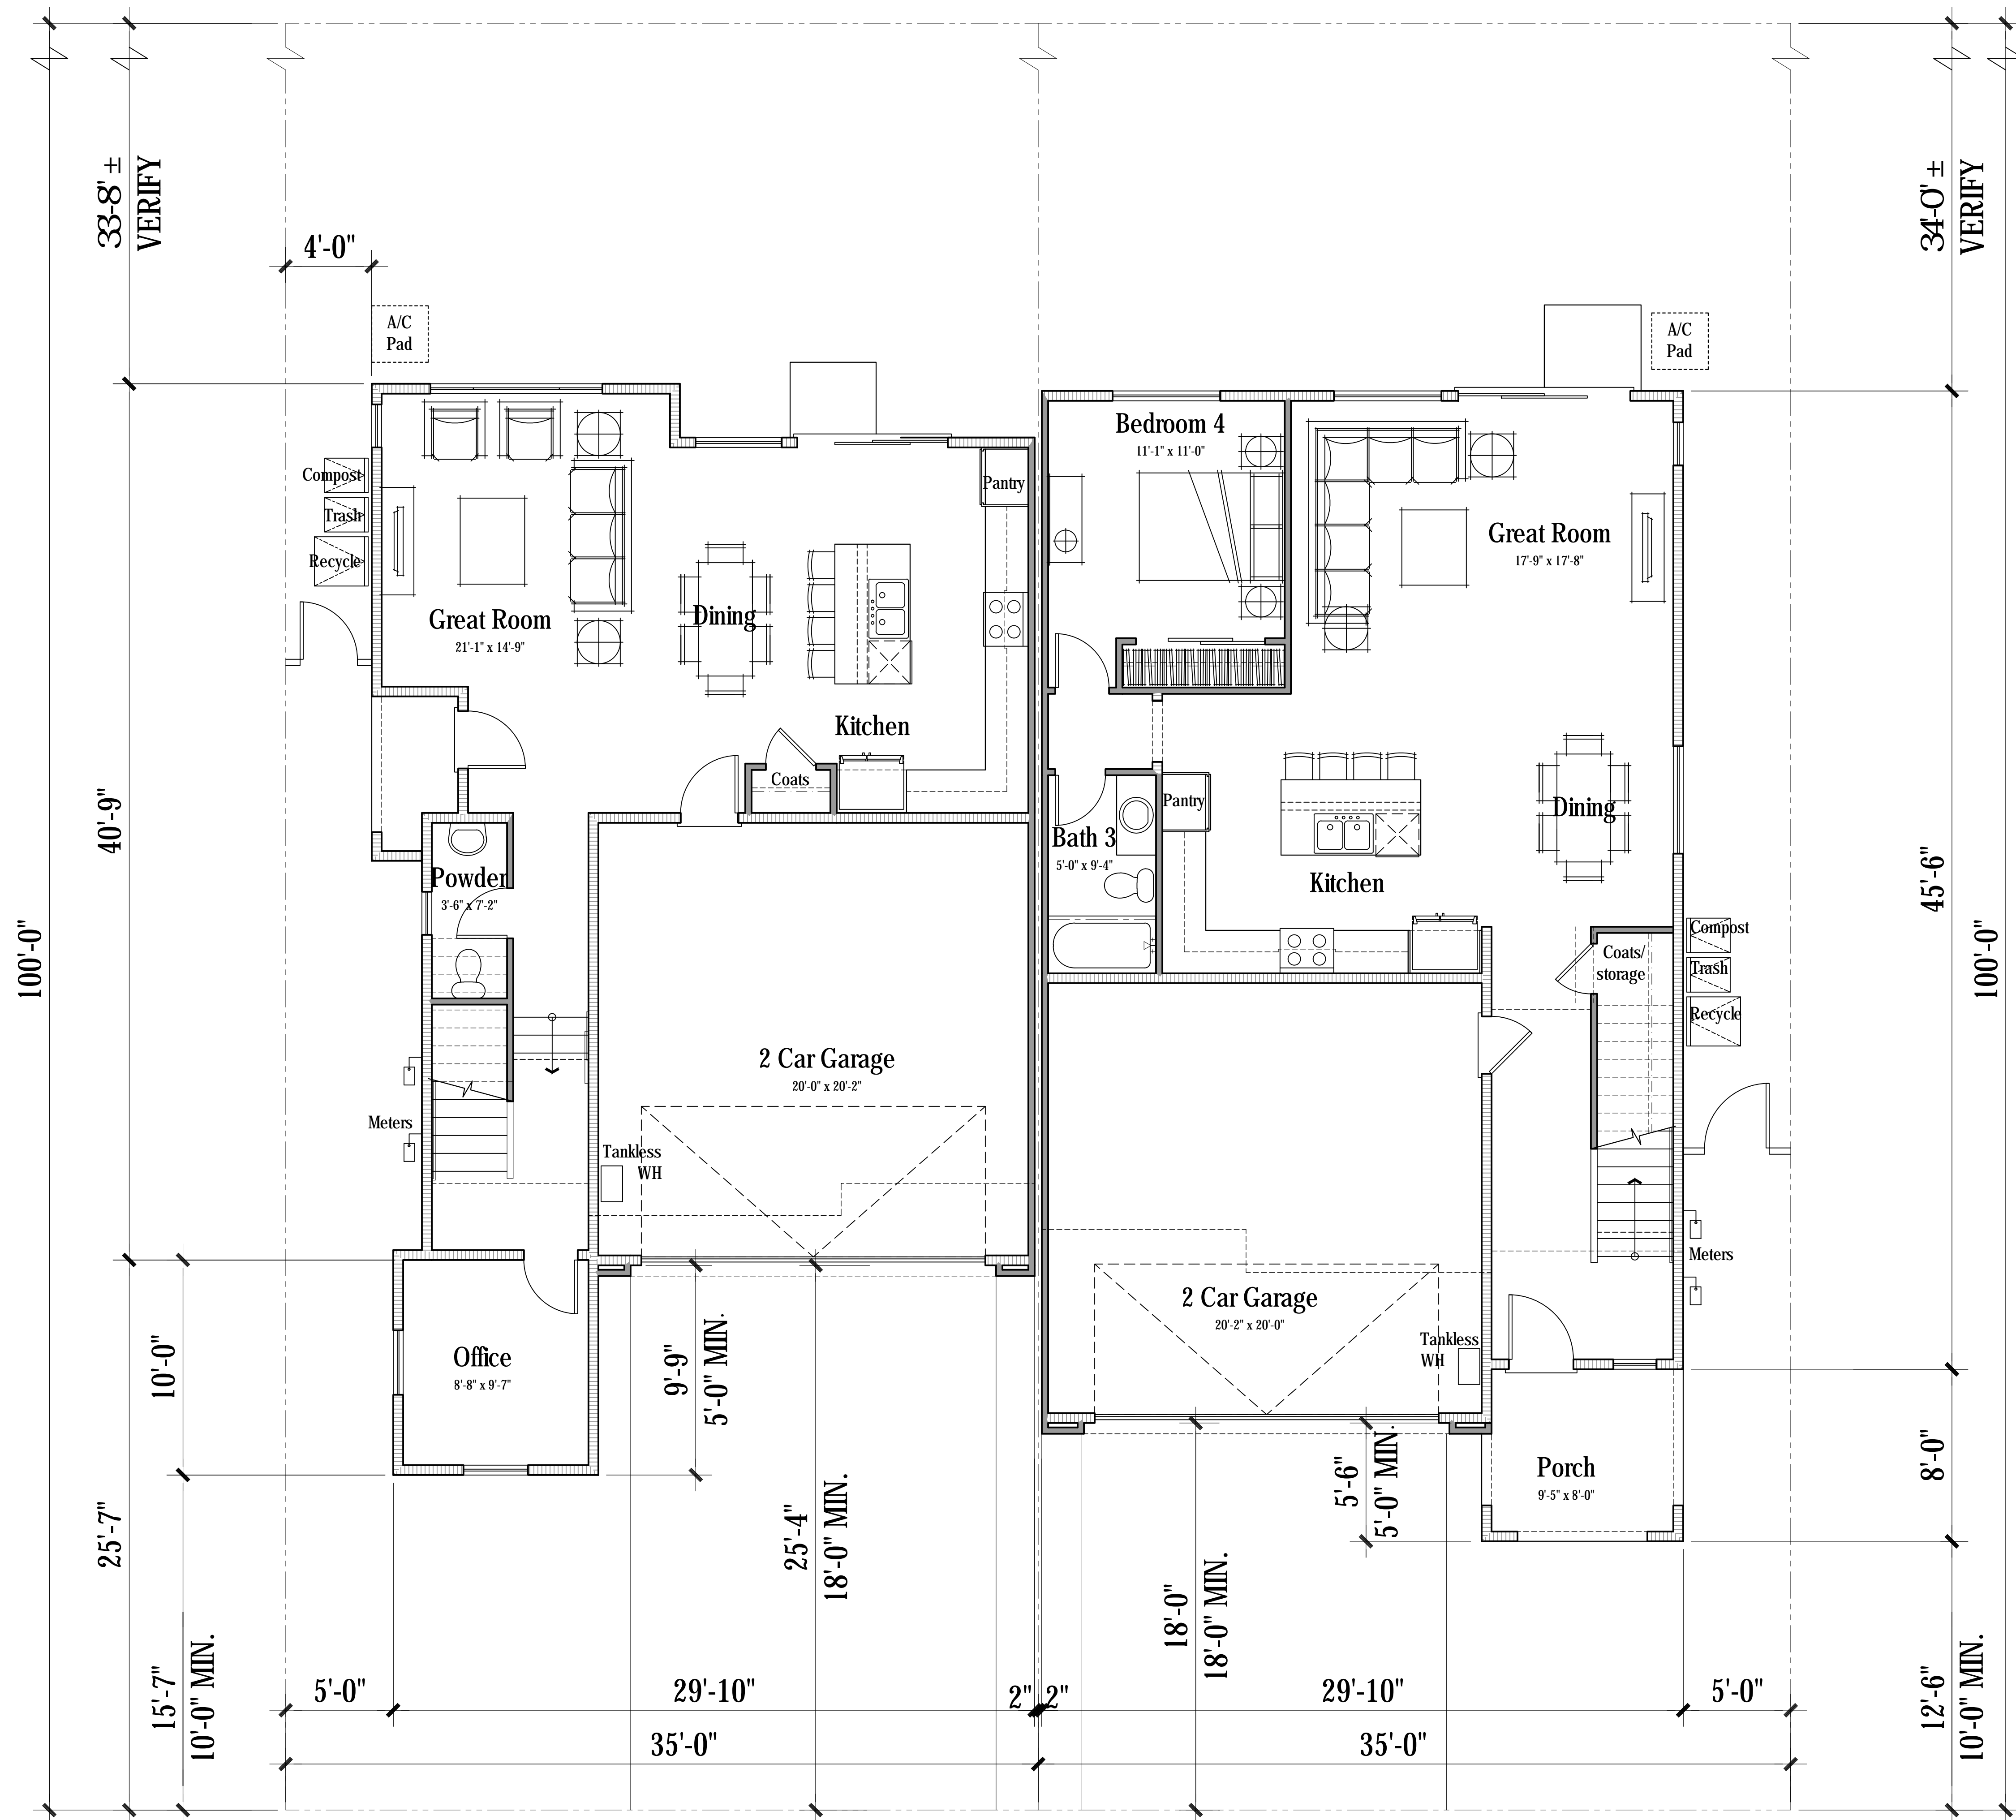 33'-8" ±
VERIFY
34'-0" ±
VERIFY
4'-0"
A/C
Pad
A/C
Pad
Bedroom 4
11'-1" x 11'-0"
Compost
Trash
Recycle
Pantry
Great Room
17'-9" x 17'-8"
Great Room
21'-1" x 14'-9"
Dining
Kitchen
Coats
Pantry
Dining
40'-9"
Bath 3
5'-0" x 9'-4"
Kitchen
Powder
3'-6" x 7'-2"
45'-6"
100'-0"
100'-0"
Coats/
storage
Compost
Trash
Recycle
2 Car Garage
20'-0" x 20'-2"
Meters
Tankless
WH
Meters
2 Car Garage
20'-2" x 20'-0"
Tankless
WH
10'-0"
Office
8'-8" x 9'-7"
9'-9"
5'-0" MIN.
5'-6"
5'-0" MIN.
Porch
9'-5" x 8'-0"
8'-0"
25'-7"
25'-4"
18'-0" MIN.
18'-0"
18'-0" MIN.
15'-7"
10'-0" MIN.
12'-6"
10'-0" MIN.
5'-0"
29'-10"
2"
2"
29'-10"
5'-0"
35'-0"
35'-0"